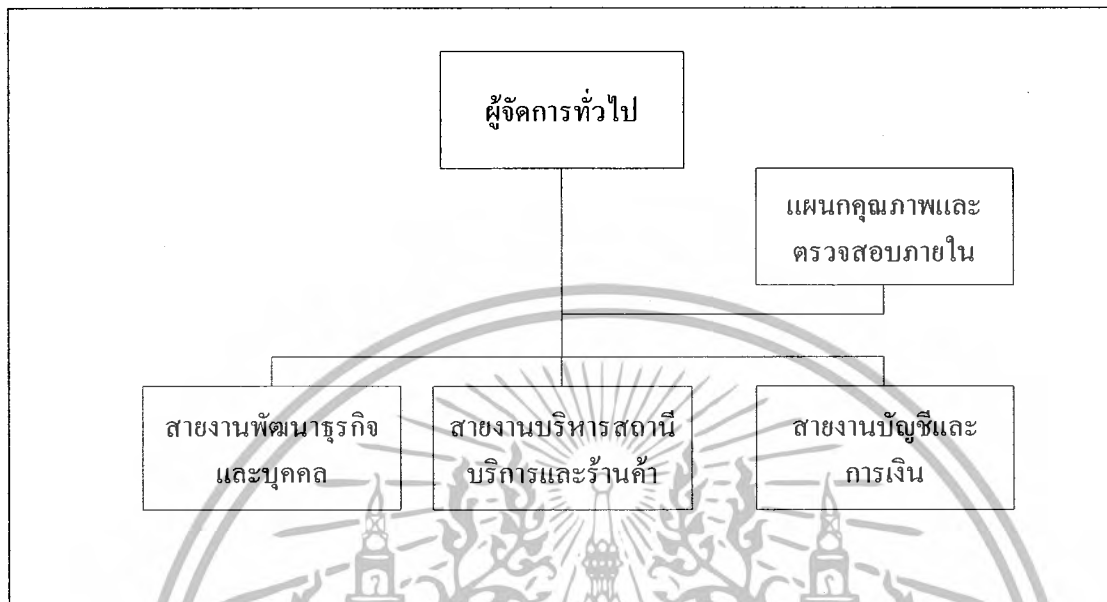 ผู้จัดการทั่วไป
แผนกคุณภาพและ
ตรวจสอบภายใน
สายงานพัฒนาธุรกิจ
และบุคคล
สายงานบริหารสถานี
บริการและร้านค้า
สายงานบัญชีและ
การเงิน